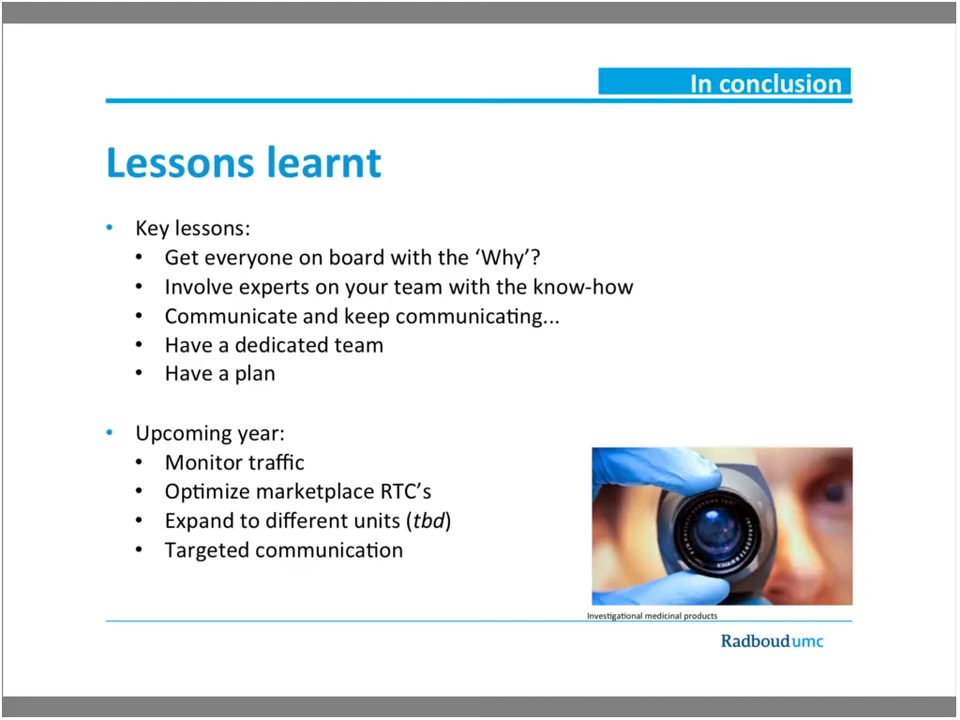 In conclusion
Lessons learnt
• Key lessons:
• Get everyone on board with the ‘Why’?
• Involve experts on your team with the know-how
• Communicate and keep communicating...
• Have a dedicated team
• Have a plan
• Upcoming year:
• Monitor traffic
• Optimize marketplace RTC’s
• Expand to different units (tbd)
• Targeted communication
Investigational medicinal products
Radboudumc